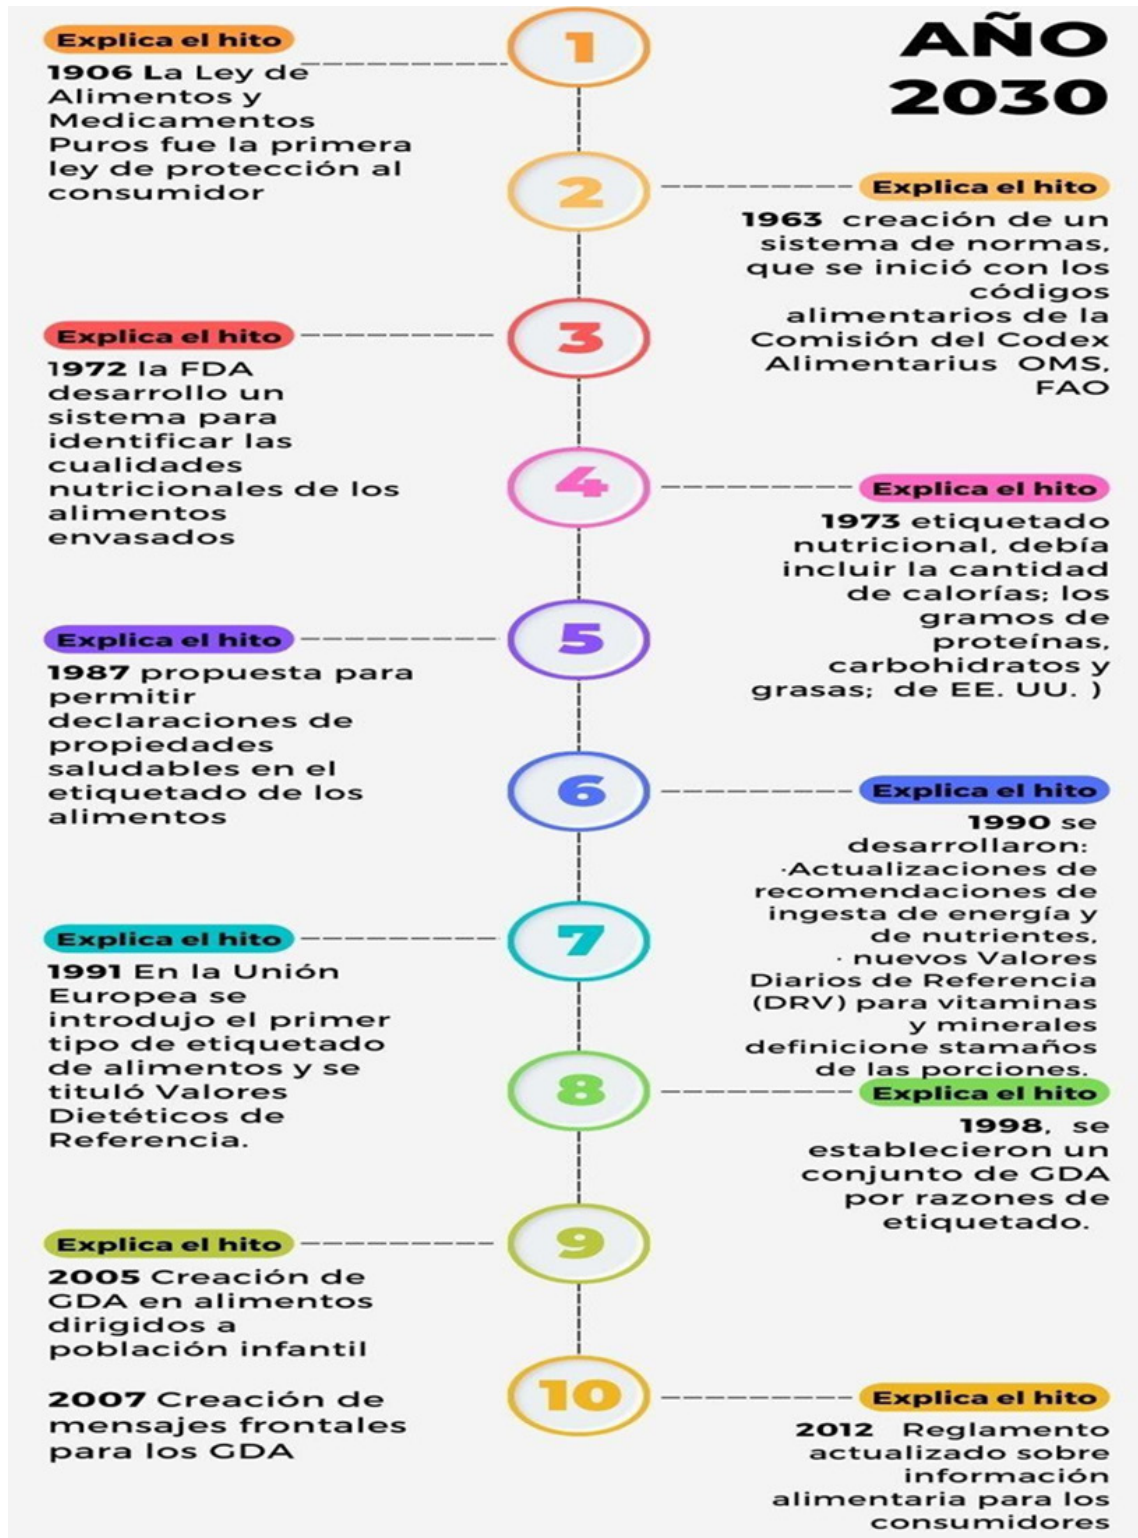 AÑO
2030
1
Explica el hito
1906 La Ley de
Alimentos y
Medicamentos
Puros fue la primera
ley de protección al
consumidor
2
Explica el hito
1963 creación de un
sistema de normas,
que se inició con los
códigos
alimentarios de la
Comisión del Codex
Alimentarius OMS,
FAO
3
Explica el hito
1972 la FDA
desarrollo un
sistema para
identificar las
cualidades
nutricionales de los
alimentos
envasados
4
Explica el hito
1973 etiquetado
nutricional, debía
incluir la cantidad
de calorías; los
gramos de
proteínas,
carbohidratos y
grasas; de EE. UU. )
5
Explica el hito
1987 propuesta para
permitir
declaraciones de
propiedades
saludables en el
etiquetado de los
alimentos
6
Explica el hito
1990 se
desarrollaron:
·Actualizaciones de
recomendaciones de
ingesta de energía y
de nutrientes,
· nuevos Valores
Diarios de Referencia
(DRV) para vitaminas
y minerales
definicione stamaños
de las porciones.
7
Explica el hito
1991 En la Unión
Europea se
introdujo el primer
tipo de etiquetado
de alimentos y se
tituló Valores
Dietéticos de
Referencia.
8
Explica el hito
1998, se
establecieron un
conjunto de GDA
por razones de
etiquetado.
9
Explica el hito
2005 Creación de
GDA en alimentos
dirigidos a
población infantil
2007 Creación de
mensajes frontales
para los GDA
10
Explica el hito
2012 Reglamento
actualizado sobre
información
alimentaria para los
consumidores